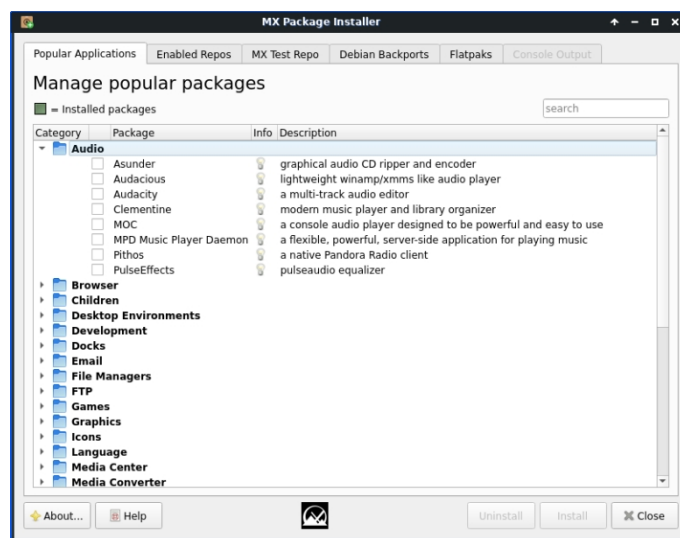 MX Package Installer
Popular Applications Enabled Repos MX Test Repo Debian Backports Flatpaks Console Output
Manage popular packages
= Installed packages
search
Category Package Info Description
Audio
Asunder graphical audio CD ripper and encoder
Audacious lightweight winamp/xmms like audio player
Audacity a multi-track audio editor
Clementine modern music player and library organizer
MOC a console audio player designed to be powerful and easy to use
MPD Music Player Daemon a flexible, powerful, server-side application for playing music
Pithos a native Pandora Radio client
PulseEffects pulseaudio equalizer
Browser
Children
Desktop Environments
Development
Docks
Email
File Managers
FTP
Games
Graphics
Icons
Language
Media Center
Media Converter
About... Help Uninstall Install Close